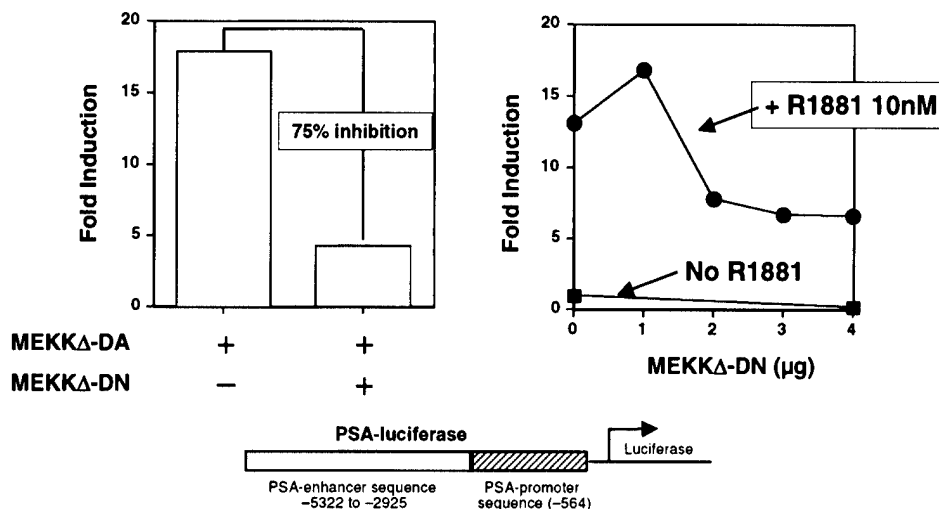 Fold Induction
20
15
10
5
0
75% inhibition
MEKKΔ-DA + +
MEKKΔ-DN − +
Fold Induction
20
15
10
5
0
+ R1881 10nM
No R1881
0 1 2 3 4
MEKKΔ-DN (µg)
PSA-luciferase
Luciferase
PSA-enhancer sequence
−5322 to −2925
PSA-promoter
sequence (−564)